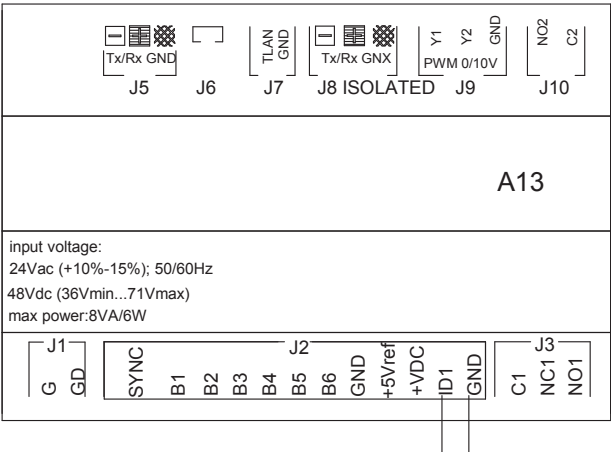 TLAN GND Y1 Y2 GND NO2 C2
Tx/Rx GND Tx/Rx GNX PWM 0/10V
J5 J6 J7 J8 ISOLATED J9 J10
A13
input voltage:
24Vac (+10%-15%); 50/60Hz
48Vdc (36Vmin...71Vmax)
max power:8VA/6W
J1 J2 J3
G GD SYNC B1 B2 B3 B4 B5 B6 GND +5Vref +VDC ID1 GND C1 NC1 NO1